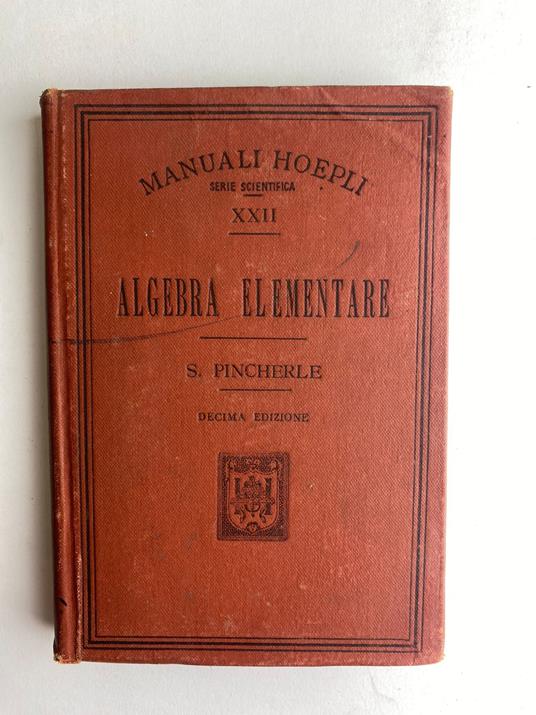 MANUALI HOEPLI
SERIE SCIENTIFICA
XXII
ALGEBRA ELEMENTARE
S. PINCHERLE
DECIMA EDIZIONE